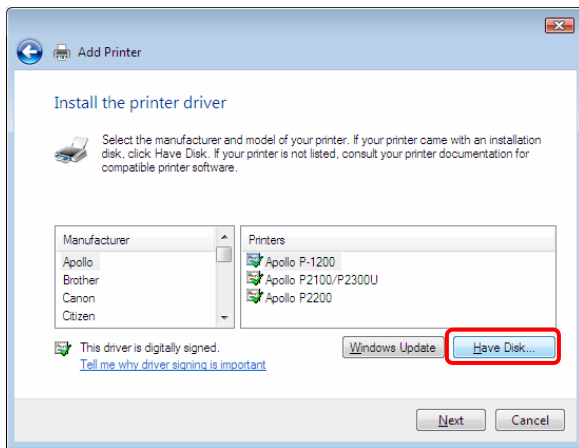 Add Printer
Install the printer driver
Select the manufacturer and model of your printer. If your printer came with an installation
disk, click Have Disk. If your printer is not listed, consult your printer documentation for
compatible printer software.
Manufacturer
Apollo
Brother
Canon
Citizen
Printers
Apollo P-1200
Apollo P2100/P2300U
Apollo P2200
This driver is digitally signed.
Tell me why driver signing is important
Windows Update
Have Disk...
Next
Cancel